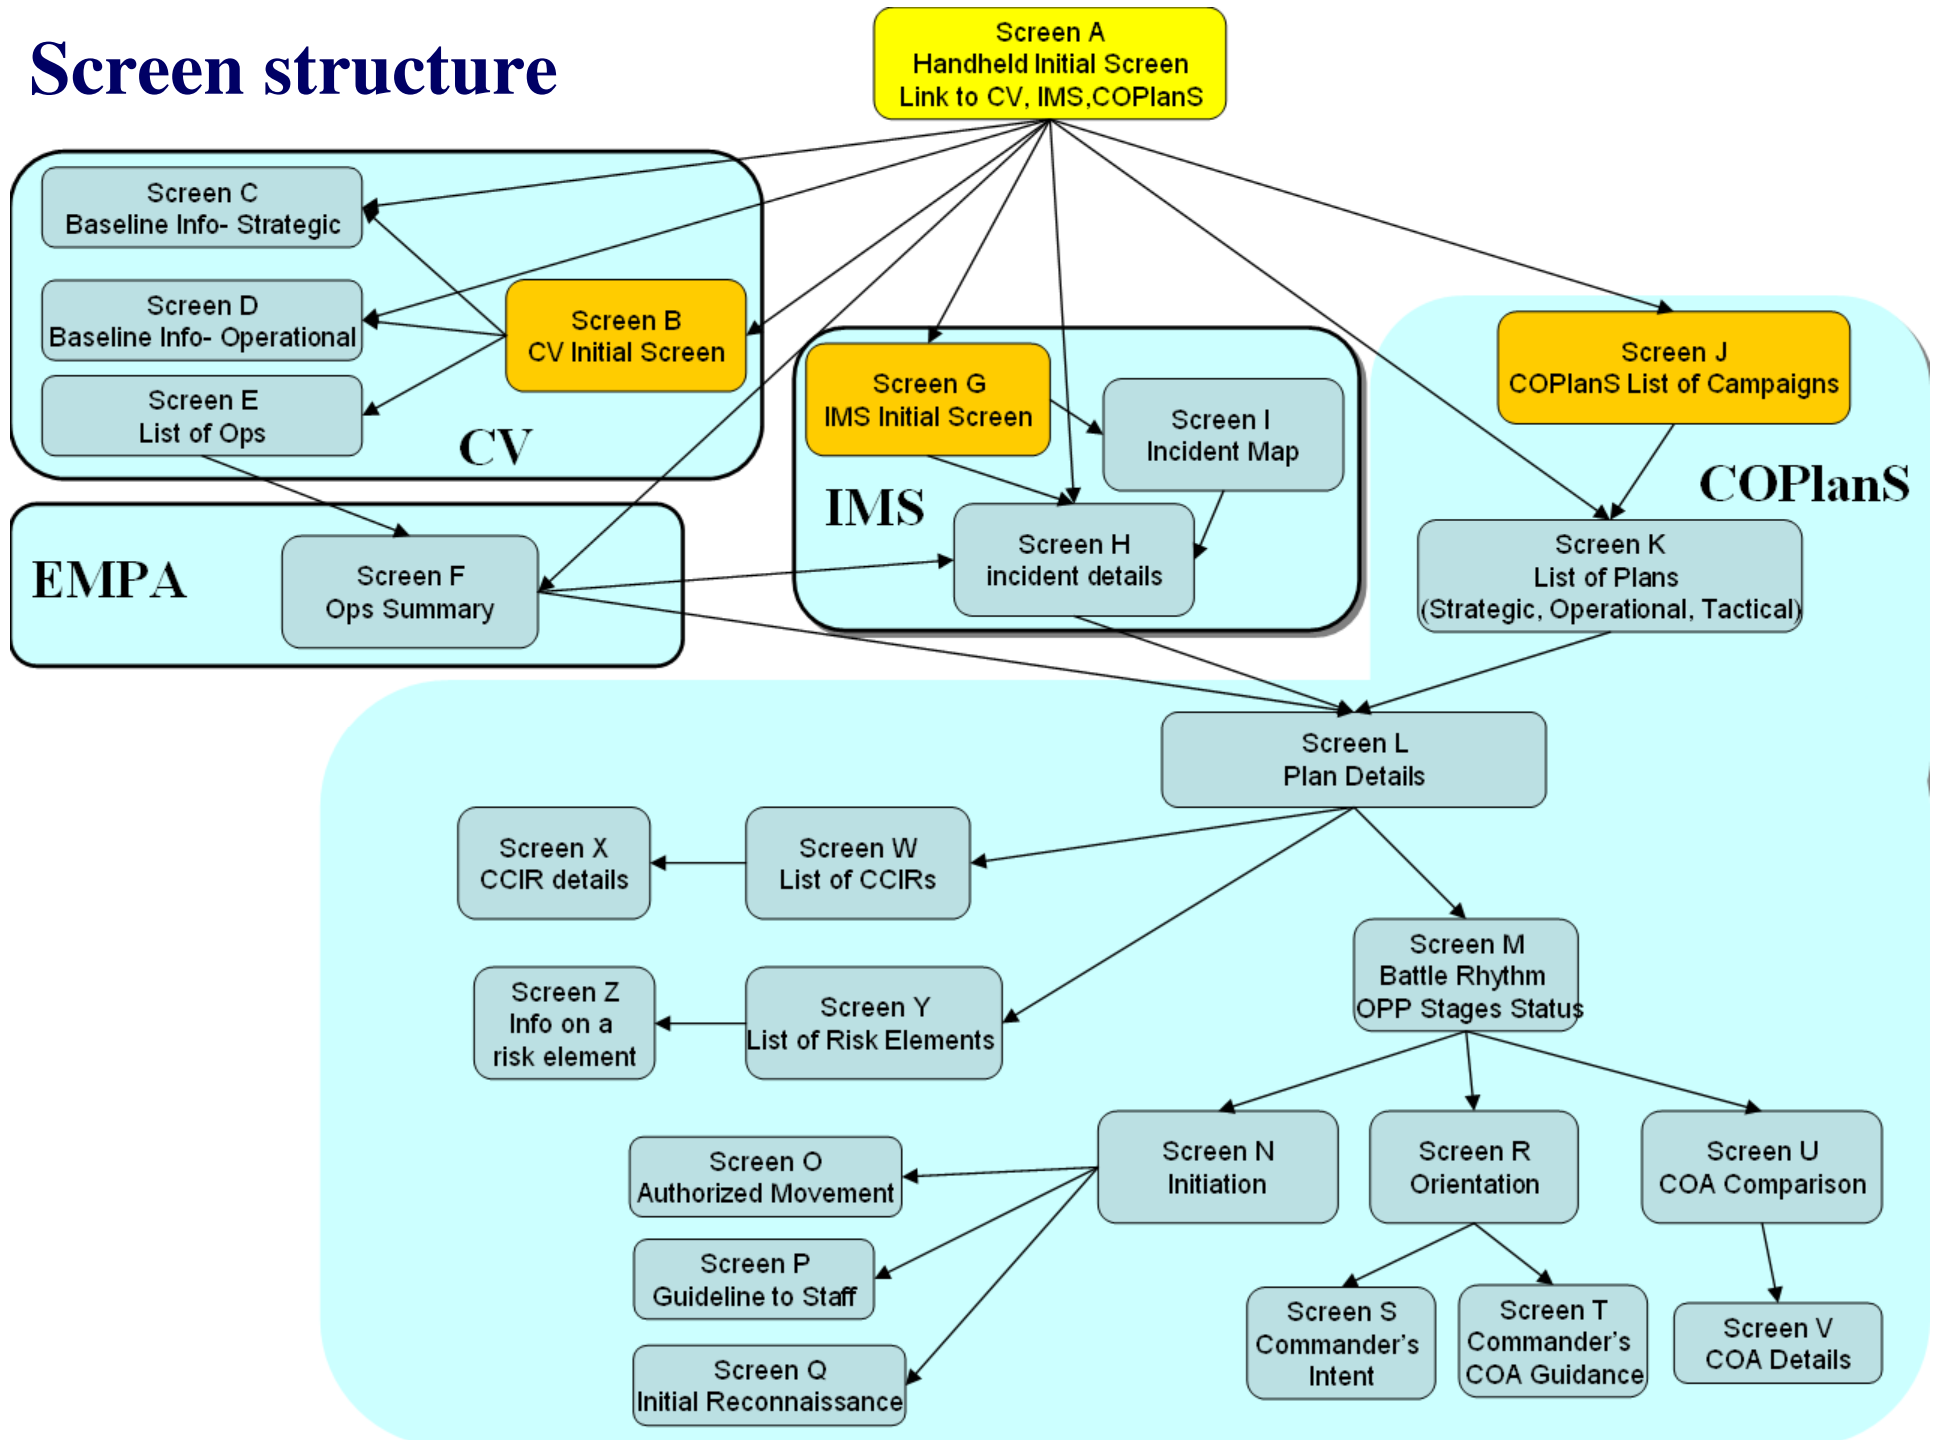 Screen structure
Screen A
Handheld Initial Screen
Link to CV, IMS,COPlanS
Screen C
Baseline Info- Strategic
Screen D
Baseline Info- Operational
Screen B
CV Initial Screen
Screen E
List of Ops
CV
Screen G
IMS Initial Screen
Screen I
Incident Map
IMS
Screen H
incident details
Screen J
COPlanS List of Campaigns
COPlanS
Screen K
List of Plans
(Strategic, Operational, Tactical)
EMPA
Screen F
Ops Summary
Screen L
Plan Details
Screen X
CCIR details
Screen W
List of CCIRs
Screen M
Battle Rhythm
OPP Stages Status
Screen Z
Info on a
risk element
Screen Y
List of Risk Elements
Screen N
Initiation
Screen R
Orientation
Screen U
COA Comparison
Screen O
Authorized Movement
Screen P
Guideline to Staff
Screen Q
Initial Reconnaissance
Screen S
Commander's
Intent
Screen T
Commander's
COA Guidance
Screen V
COA Details